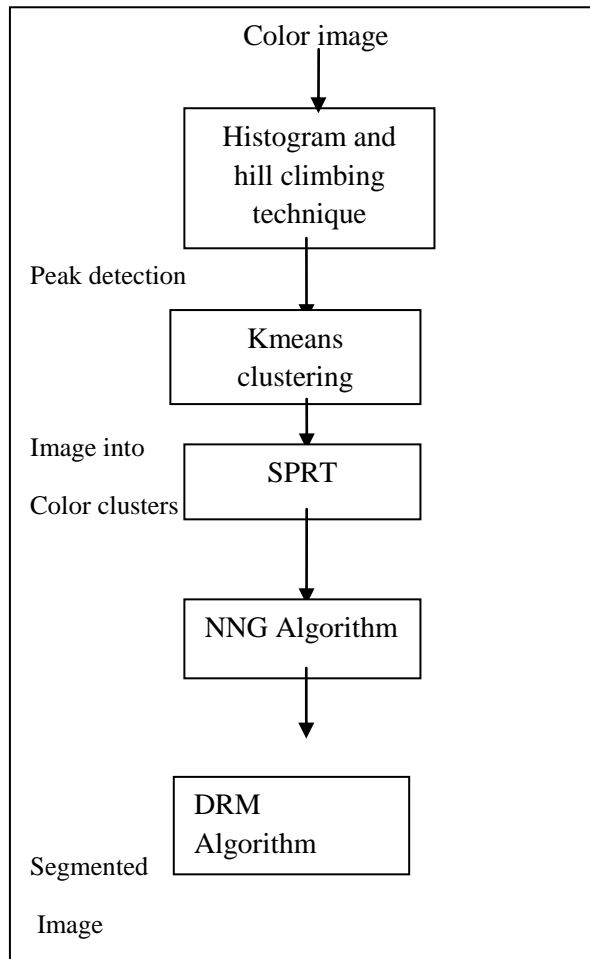 Color image
Histogram and
hill climbing
technique
Peak detection
Kmeans
clustering
Image into
SPRT
Color clusters
NNG Algorithm
DRM
Algorithm
Segmented
Image